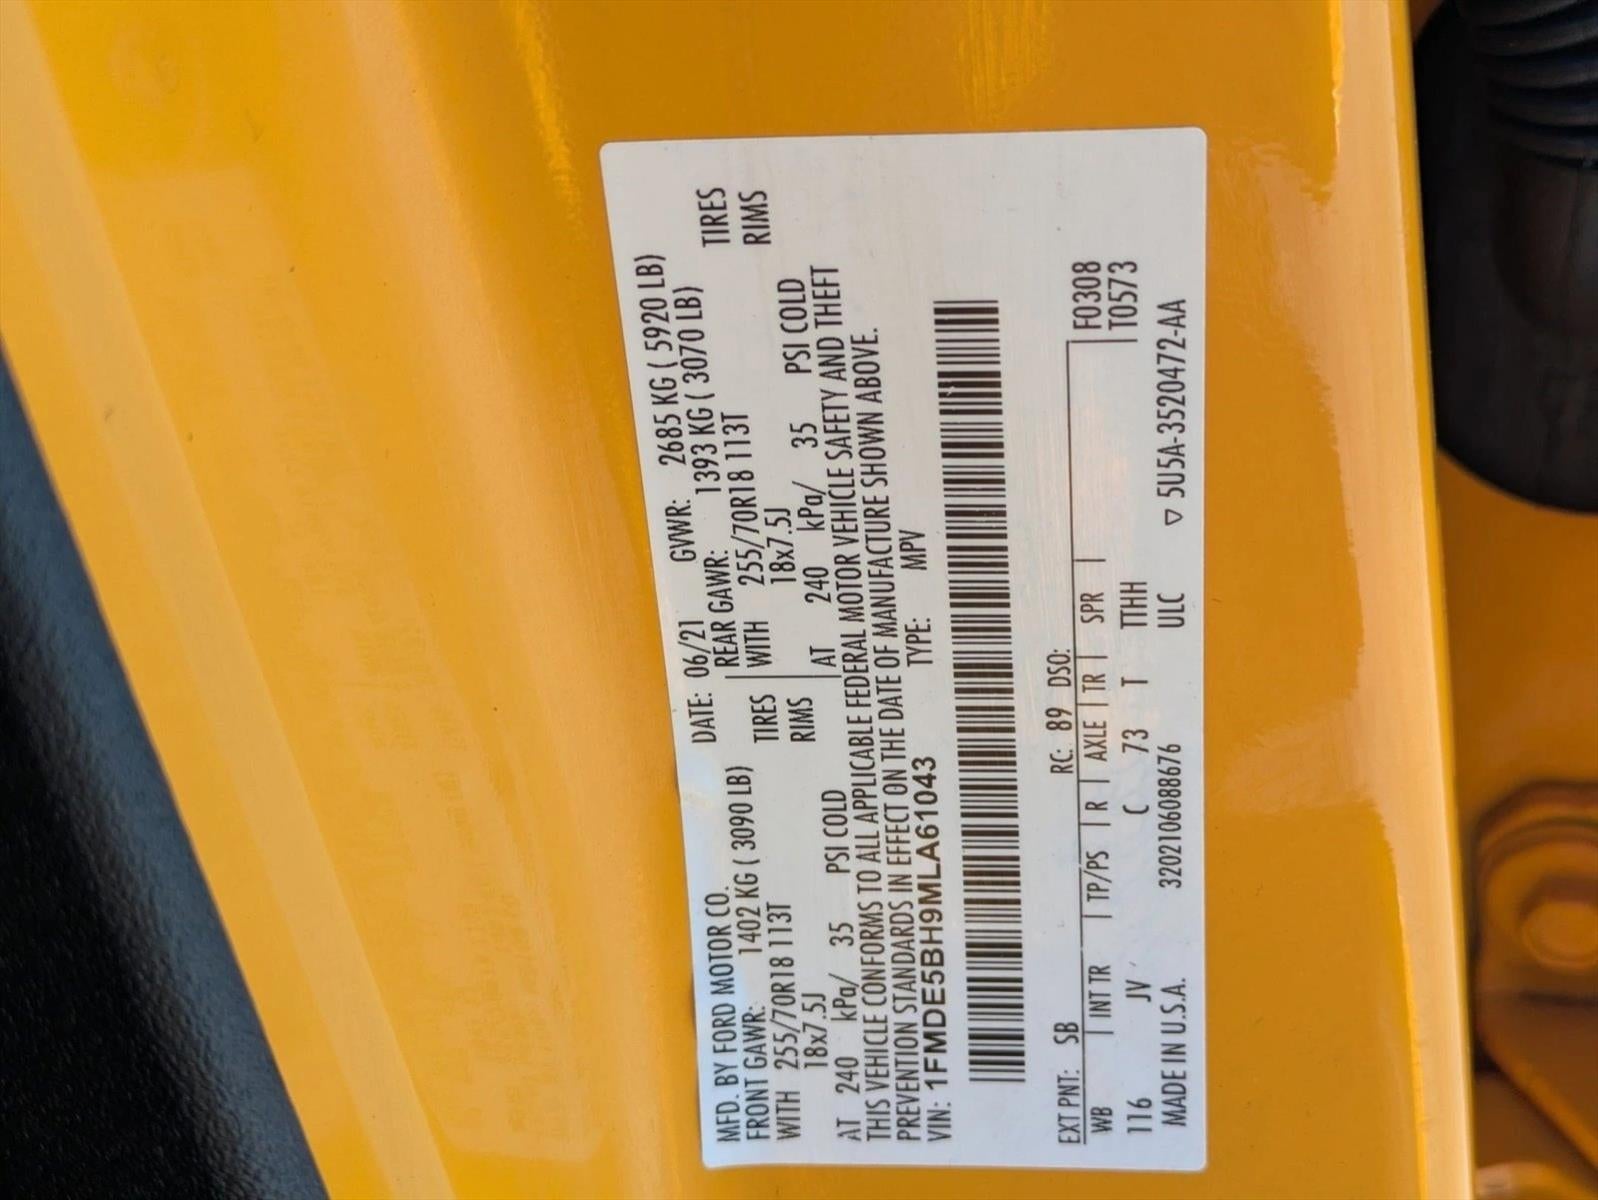 MFD. BY FORD MOTOR CO.
DATE: 06/21 GVWR: 2685 KG ( 5920 LB)
FRONT GAWR: 1402 KG ( 3090 LB) REAR GAWR: 1393 KG ( 3070 LB)
WITH 255/70R18 113T TIRES WITH 255/70R18 113T TIRES
18x7.5J RIMS 18x7.5J RIMS
AT 240 kPa/ 35 PSI COLD AT 240 kPa/ 35 PSI COLD
THIS VEHICLE CONFORMS TO ALL APPLICABLE FEDERAL MOTOR VEHICLE SAFETY AND THEFT
PREVENTION STANDARDS IN EFFECT ON THE DATE OF MANUFACTURE SHOWN ABOVE.
VIN: 1FMDE5BH9MLA61043 TYPE: MPV
EXT PNT: SB RC: 89 DSO: F0308
WB INT TR TP/PS R AXLE TR SPR T0573
116 JV C 73 T TTHH
MADE IN U.S.A. 320210608867​6 ULC ▽ 5U5A-3520472-AA